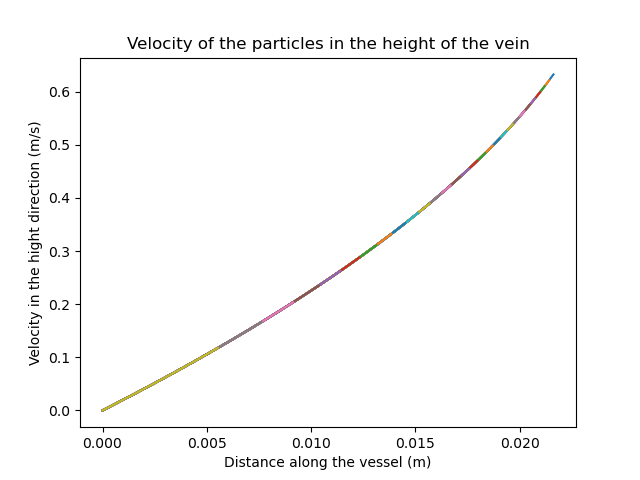 Velocity of the particles in the height of the vein
Velocity in the hight direction (m/s)
0.6
0.5
0.4
0.3
0.2
0.1
0.0
0.000 0.005 0.010 0.015 0.020
Distance along the vessel (m)